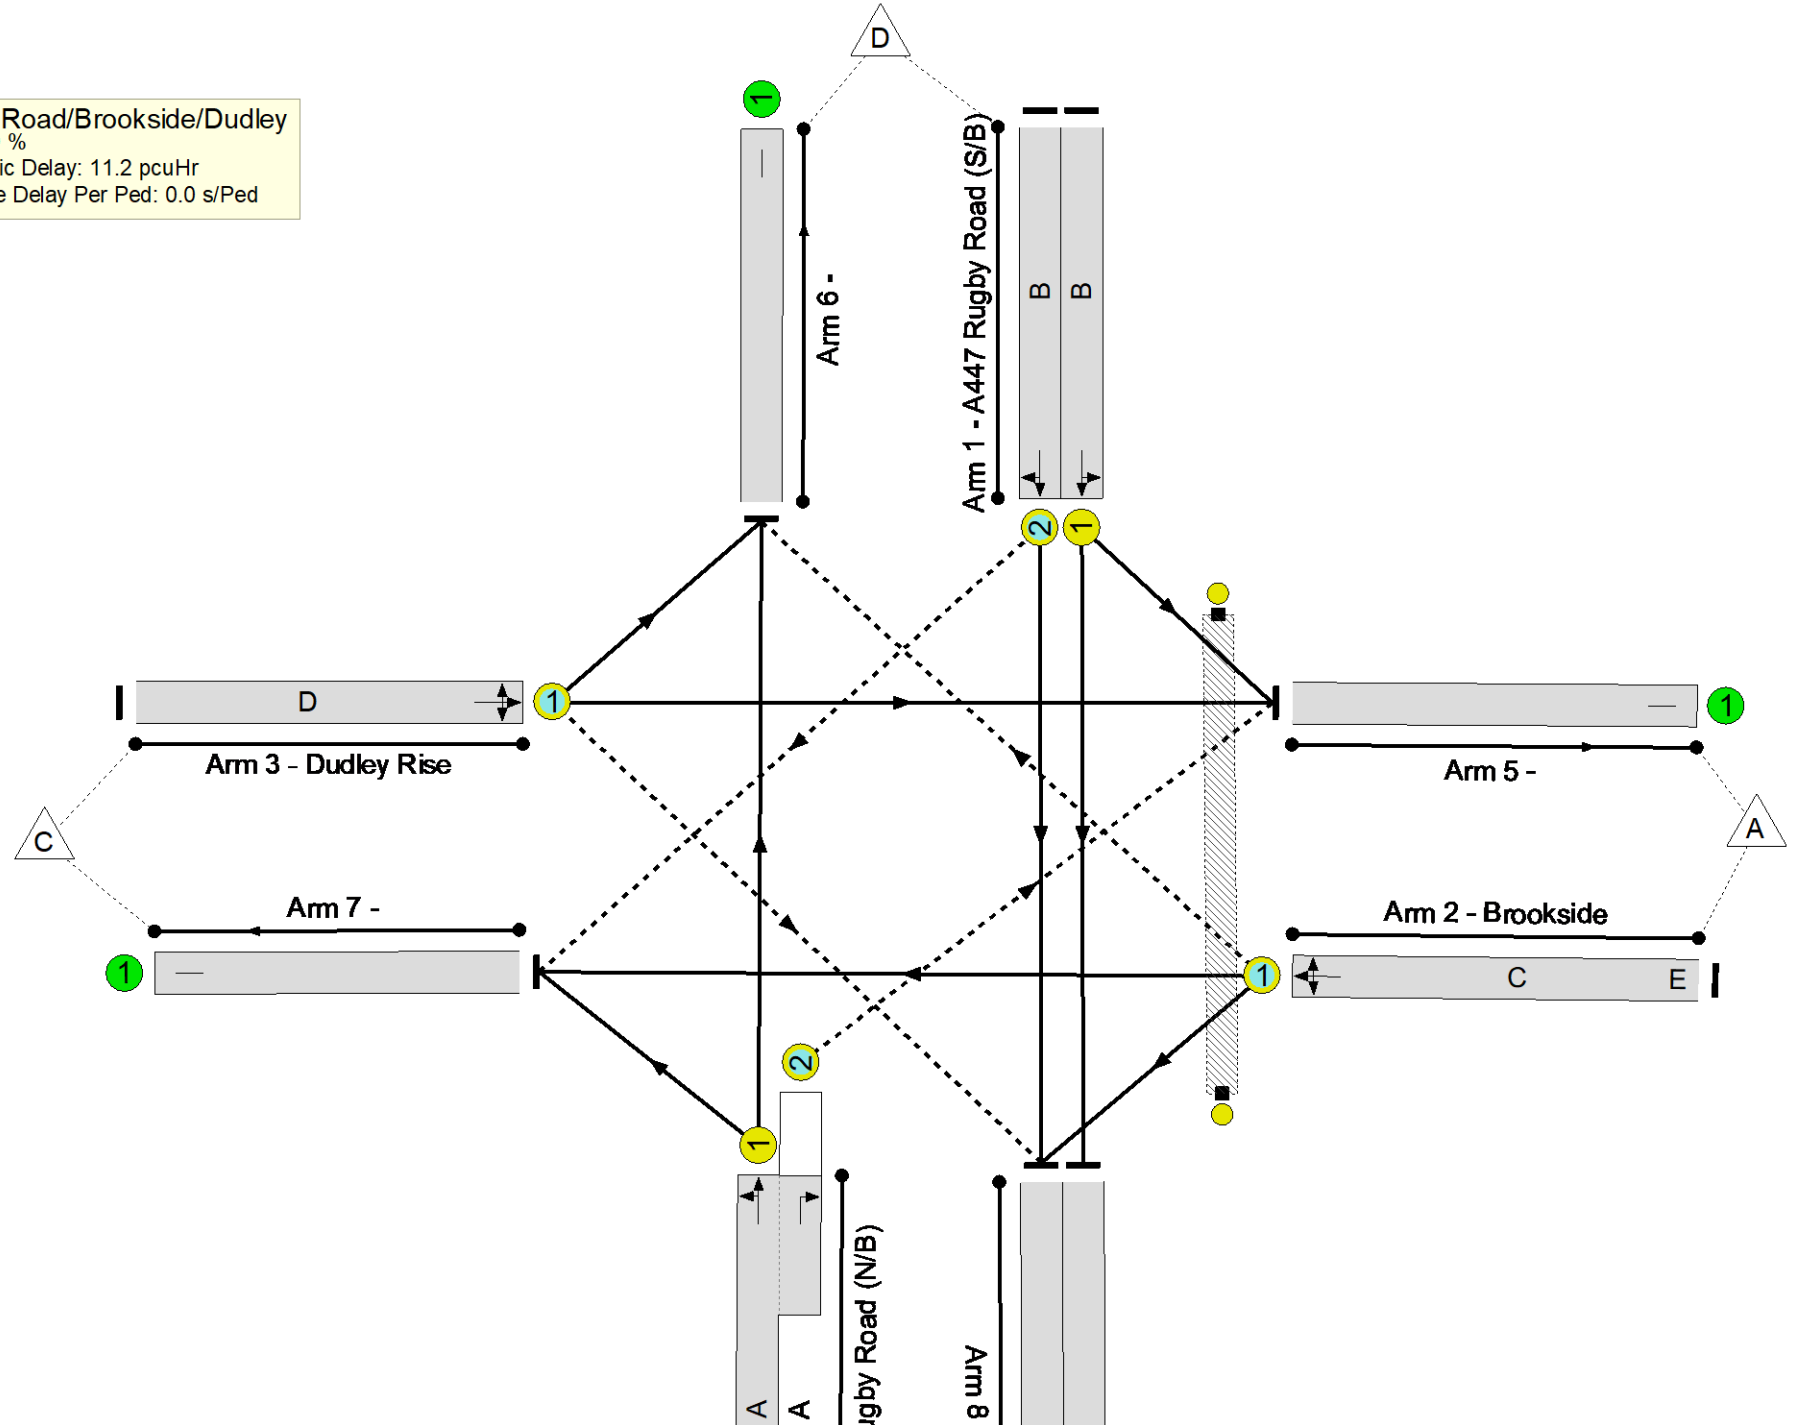 D
Road/Brookside/Dudley
%
ic Delay: 11.2 pcuHr
e Delay Per Ped: 0.0 s/Ped
1
Arm 6 -
Arm 1 - A447 Rugby Road (S/B)
B
B
2
1
D
1
Arm 3 - Dudley Rise
1
Arm 5 -
C
A
Arm 7 -
Arm 2 - Brookside
1
1
C
E
2
1
ugby Road (N/B)
Arm 8
A
A